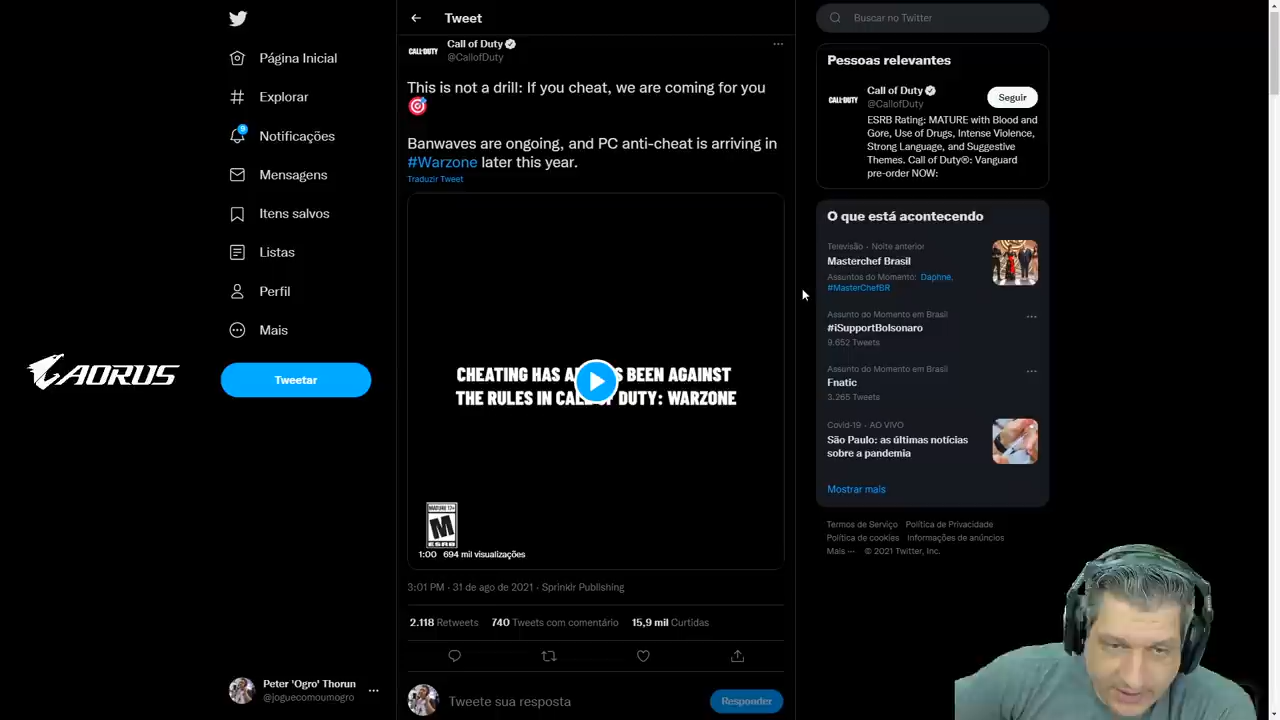 Tweet
Buscar no Twitter
Página Inicial
Explorar
9
Notificações
Mensagens
Itens salvos
Listas
Perfil
Mais
Tweetar
AORUS
Peter 'Ogro' Thorun
@joguecomoumogro
CALL·DUTY
Call of Duty
@CallofDuty
This is not a drill: If you cheat, we are coming for you
Banwaves are ongoing, and PC anti-cheat is arriving in
#Warzone later this year.
Traduzir Tweet
CHEATING HAS BEEN AGAINST
THE RULES IN CALL OF DUTY: WARZONE
MATURE 17+
M
ESRB
1:00 694 mil visualizações
3:01 PM · 31 de ago de 2021 · Sprinklr Publishing
2.118 Retweets 740 Tweets com comentário 15,9 mil Curtidas
Tweete sua resposta
Responder
Pessoas relevantes
CALL·DUTY
Call of Duty
@CallofDuty
Seguir
ESRB Rating: MATURE with Blood and
Gore, Use of Drugs, Intense Violence,
Strong Language, and Suggestive
Themes. Call of Duty®: Vanguard
pre-order NOW:
O que está acontecendo
Televisão · Noite anterior
Masterchef Brasil
Assuntos do Momento: Daphne,
#MasterChefBR
Assunto do Momento em Brasil
#iSupportBolsonaro
9.652 Tweets
Assunto do Momento em Brasil
Fnatic
3.265 Tweets
Covid-19 · AO VIVO
São Paulo: as últimas notícias
sobre a pandemia
Mostrar mais
Termos de Serviço Política de Privacidade
Política de cookies Informações de anúncios
Mais ··· © 2021 Twitter, Inc.